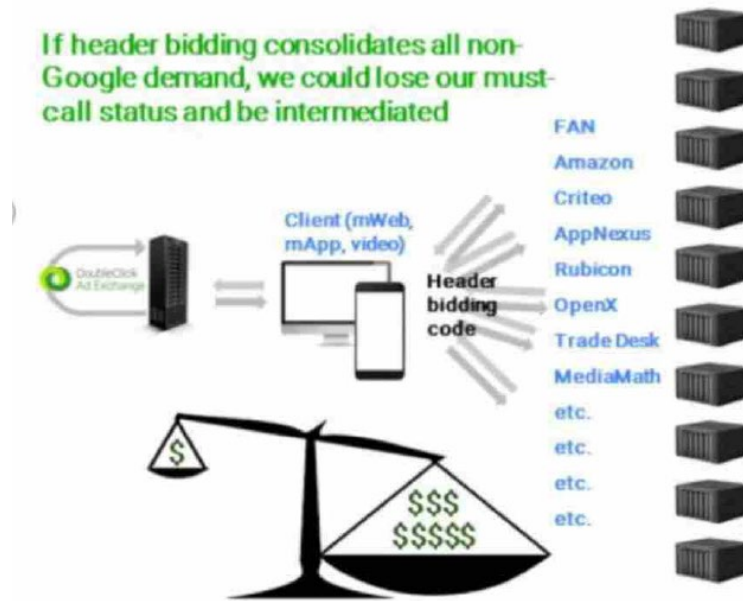 If header bidding consolidates all non-
Google demand, we could lose our must-
call status and be intermediated
FAN
Amazon
Criteo
AppNexus
Rubicon
OpenX
Trade Desk
MediaMath
etc.
etc.
etc.
etc.
Client (mWeb,
mApp, video)
DoubleClick
Ad Exchange
Header
bidding
code
$
$$$
$$$$$